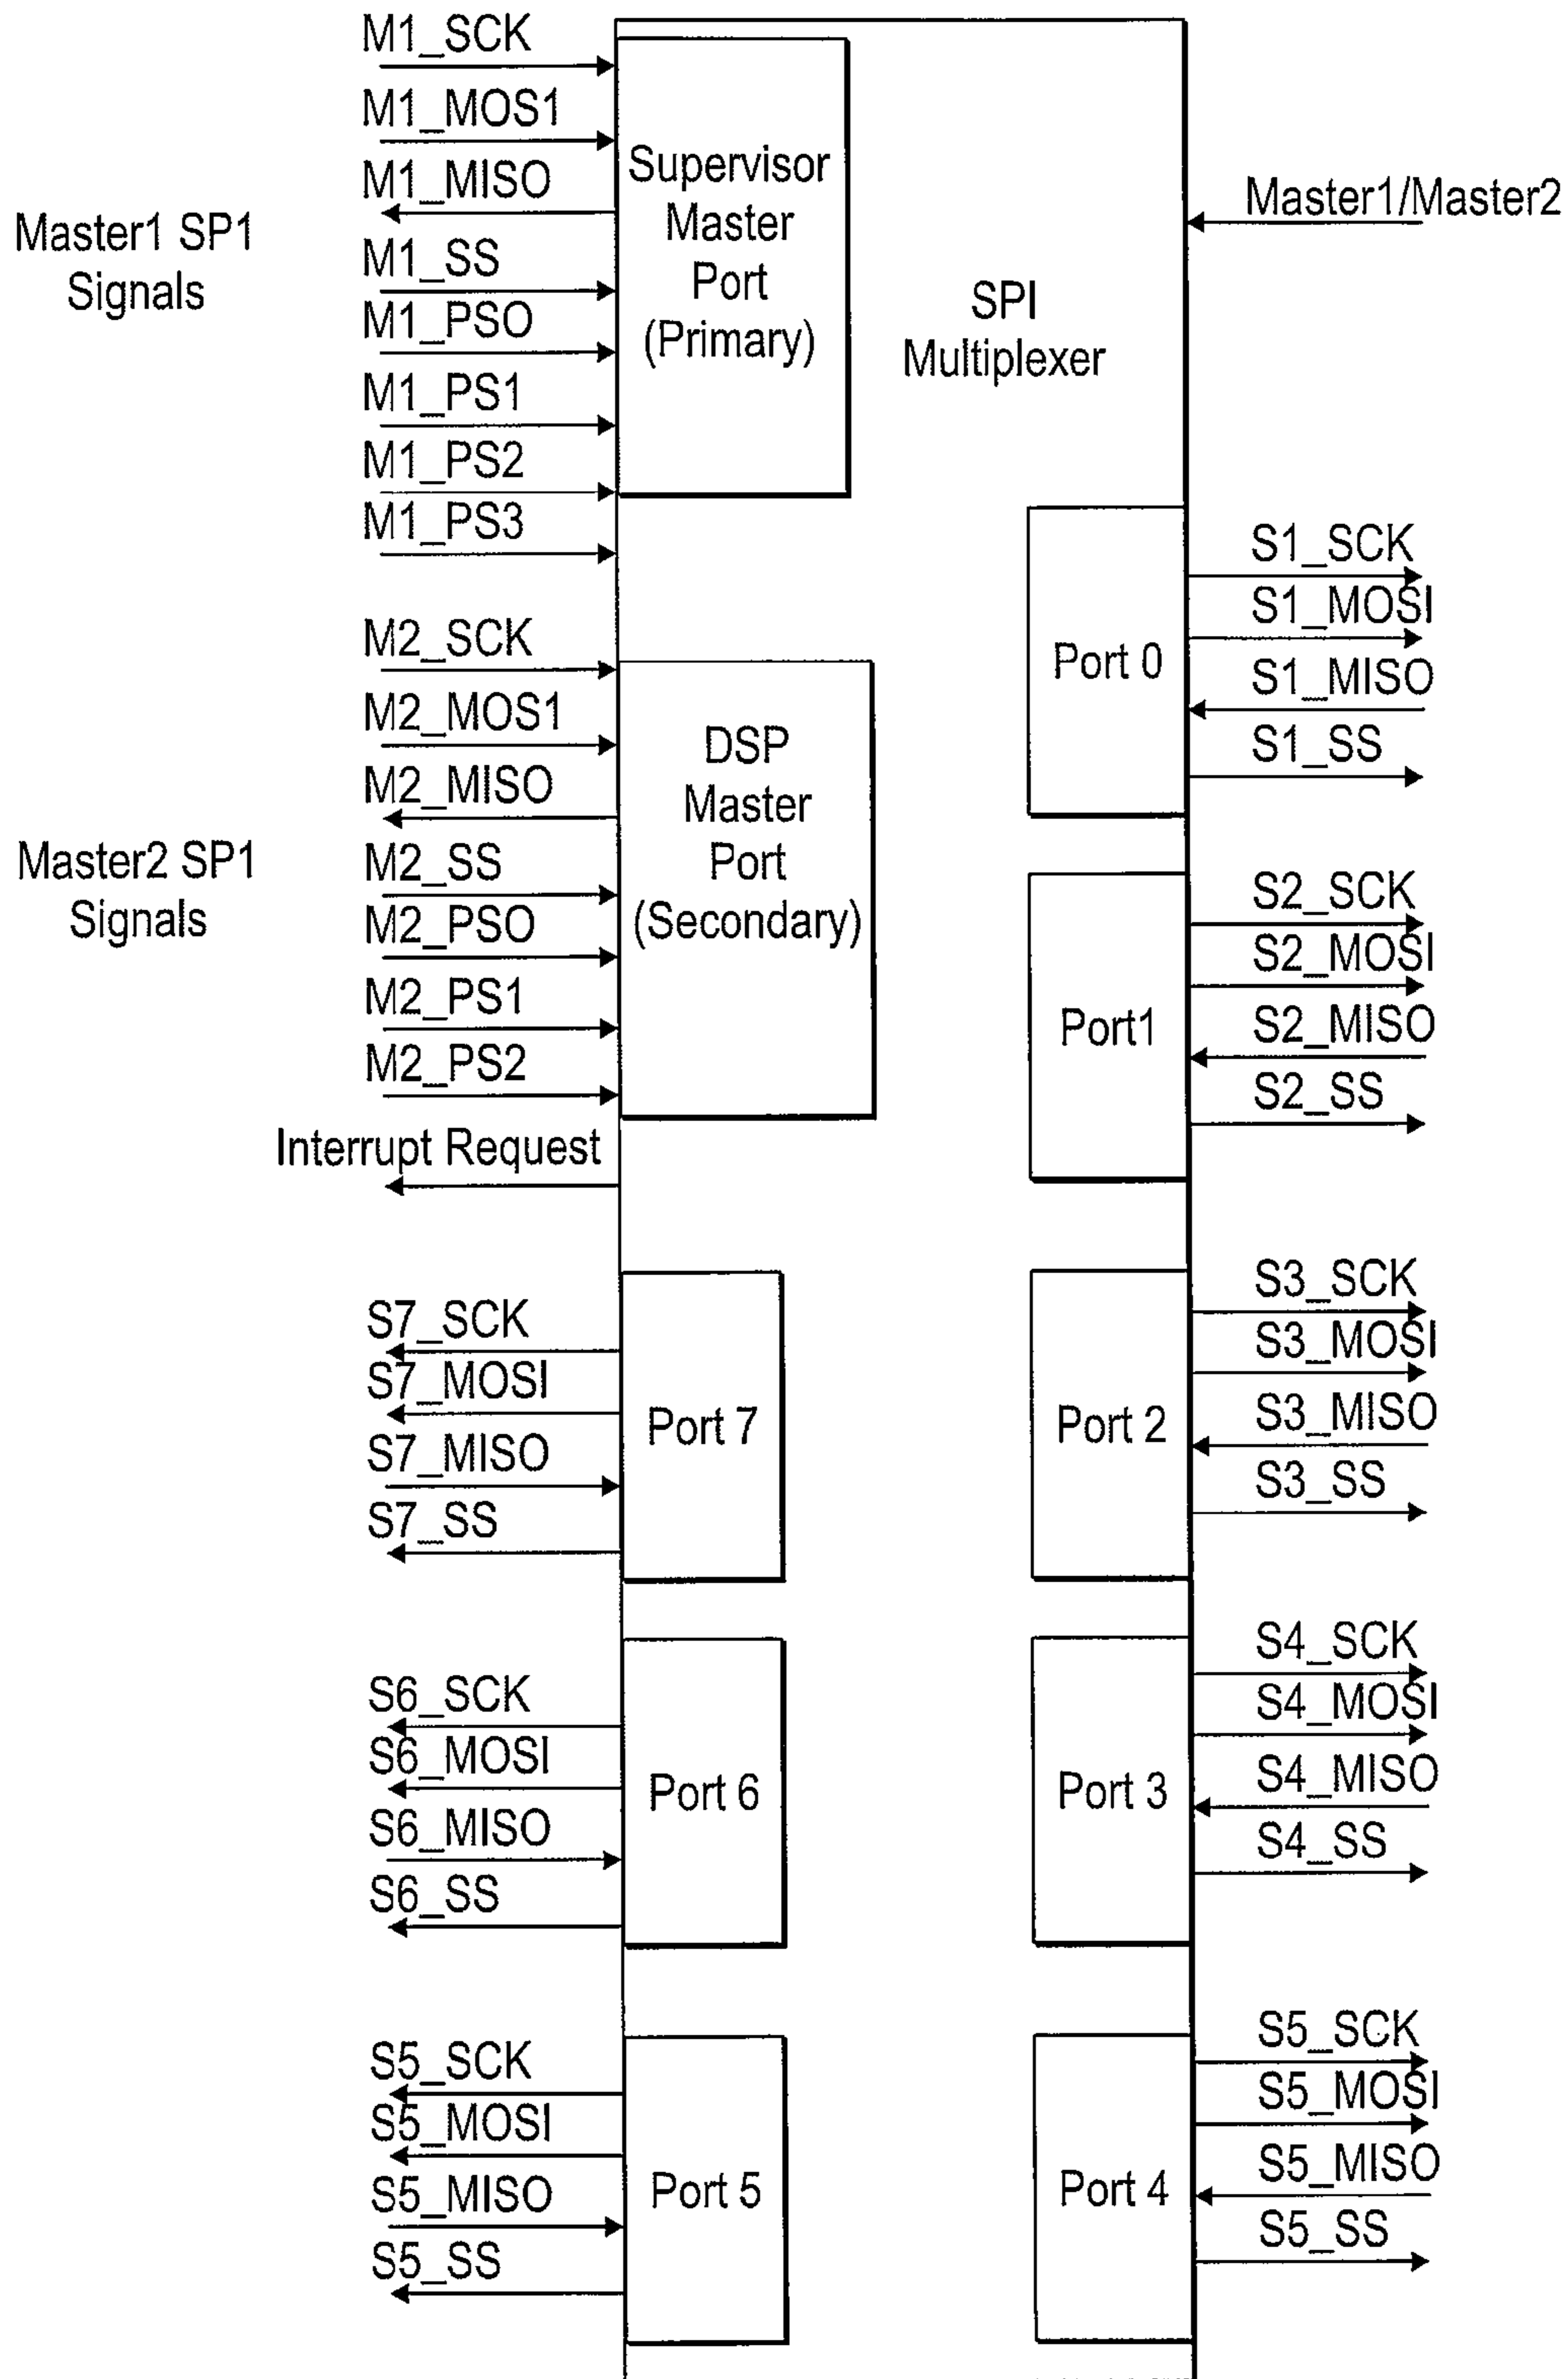 M1_SCK
M1_MOS1
M1_MISO
M1_SS
M1_PSO
M1_PS1
M1_PS2
M1_PS3
Master1 SP1
Signals
Supervisor
Master
Port
(Primary)
SPI
Multiplexer
Master1/Master2
M2_SCK
M2_MOS1
M2_MISO
M2_SS
M2_PSO
M2_PS1
M2_PS2
Master2 SP1
Signals
DSP
Master
Port
(Secondary)
Interrupt Request
Port 0
S1_SCK
S1_MOSI
S1_MISO
S1_SS
Port1
S2_SCK
S2_MOSI
S2_MISO
S2_SS
S7_SCK
S7_MOSI
S7_MISO
S7_SS
Port 7
Port 2
S3_SCK
S3_MOSI
S3_MISO
S3_SS
S6_SCK
S6_MOSI
S6_MISO
S6_SS
Port 6
Port 3
S4_SCK
S4_MOSI
S4_MISO
S4_SS
S5_SCK
S5_MOSI
S5_MISO
S5_SS
Port 5
Port 4
S5_SCK
S5_MOSI
S5_MISO
S5_SS